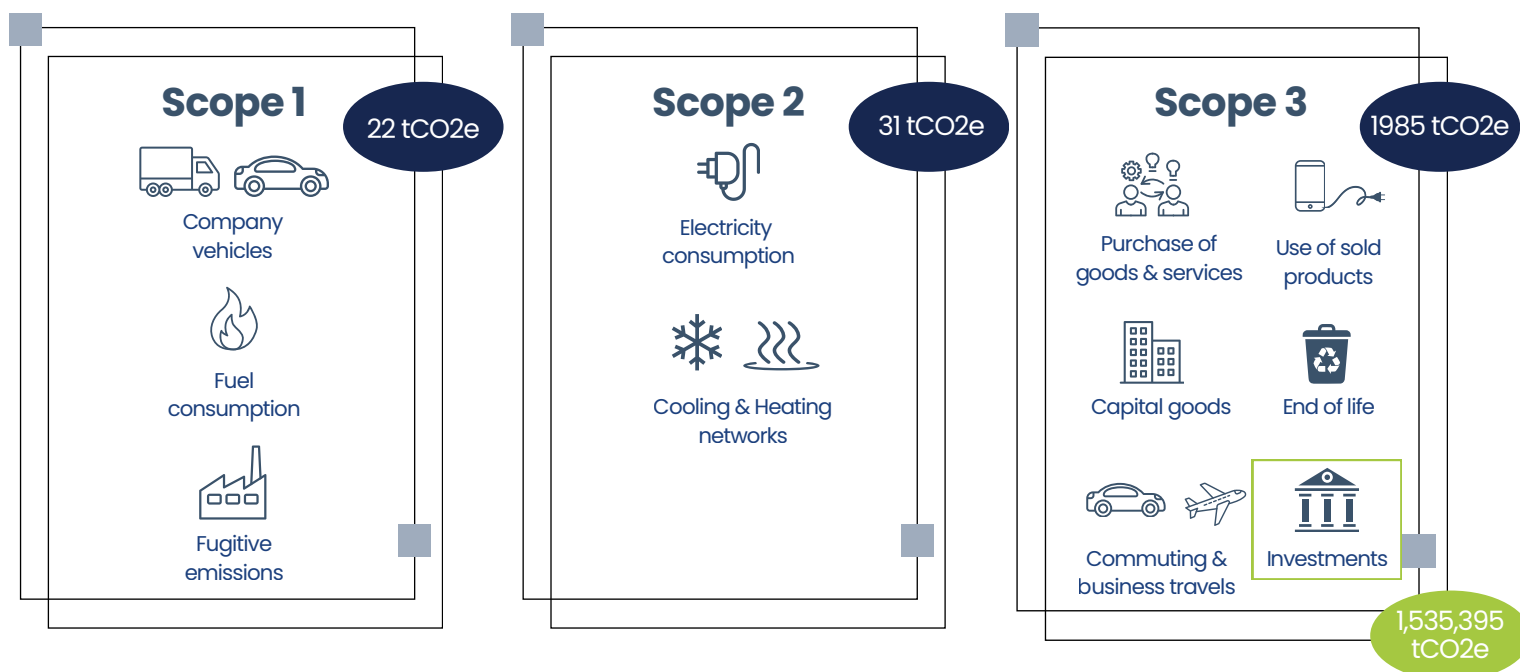 Scope 1
22 tCO2e
Company
vehicles
Fuel
consumption
Fugitive
emissions
Scope 2
31 tCO2e
Electricity
consumption
Cooling & Heating
networks
Scope 3
1985 tCO2e
Purchase of
goods & services
Use of sold
products
Capital goods
End of life
Commuting &
business travels
Investments
1,535,395
tCO2e